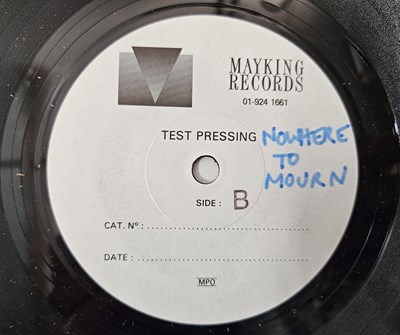 MAYKING
RECORDS
01-924 1661
TEST PRESSING
NOWHERE
TO
MOURN
SIDE : B
CAT. Nº : ........................................
DATE : ........................................
MPO